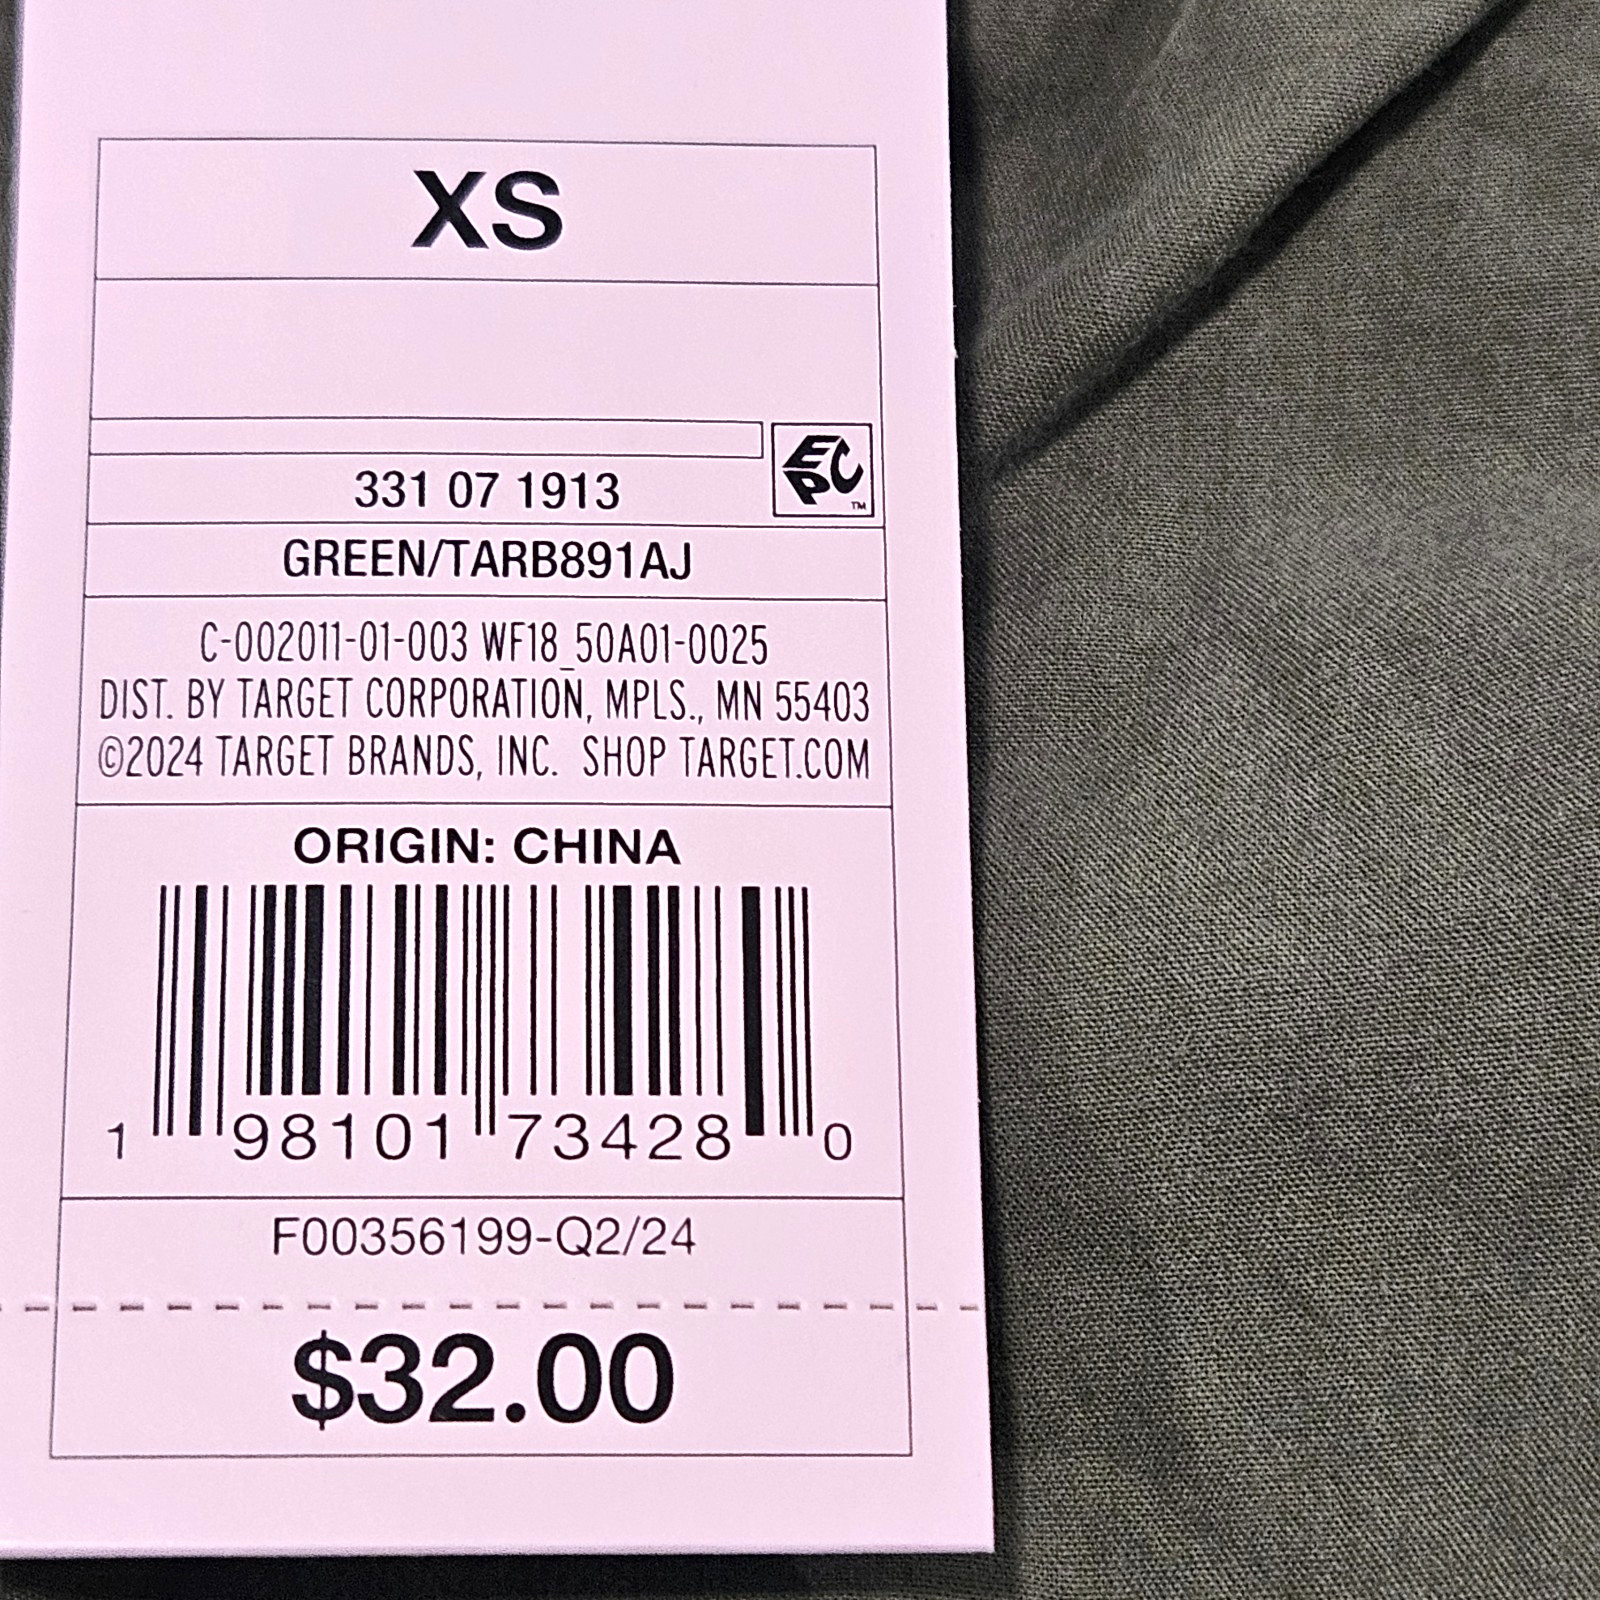 XS
EPC
TM
331 07 1913
GREEN/TARB891AJ
C-002011-01-003 WF18_50A01-0025
DIST. BY TARGET CORPORATION, MPLS., MN 55403
©2024 TARGET BRANDS, INC. SHOP TARGET.COM
ORIGIN: CHINA
1 98101 73428 0
F00356199-Q2/24
$32.00